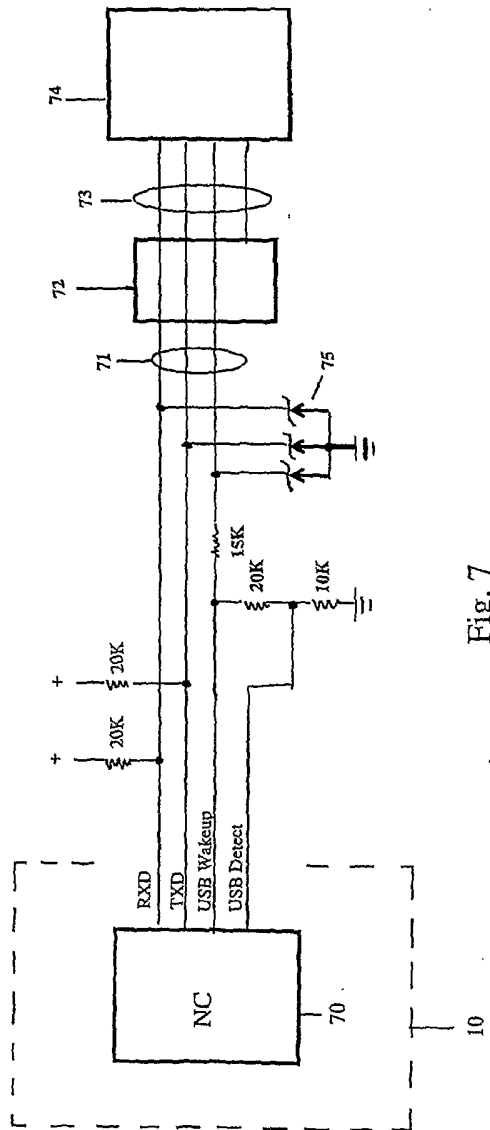 74
73
72
71
75
15K
20K
10K
+
20K
+
20K
RXD
TXD
USB Wakeup
USB Detect
NC
70
10
Fig. 7